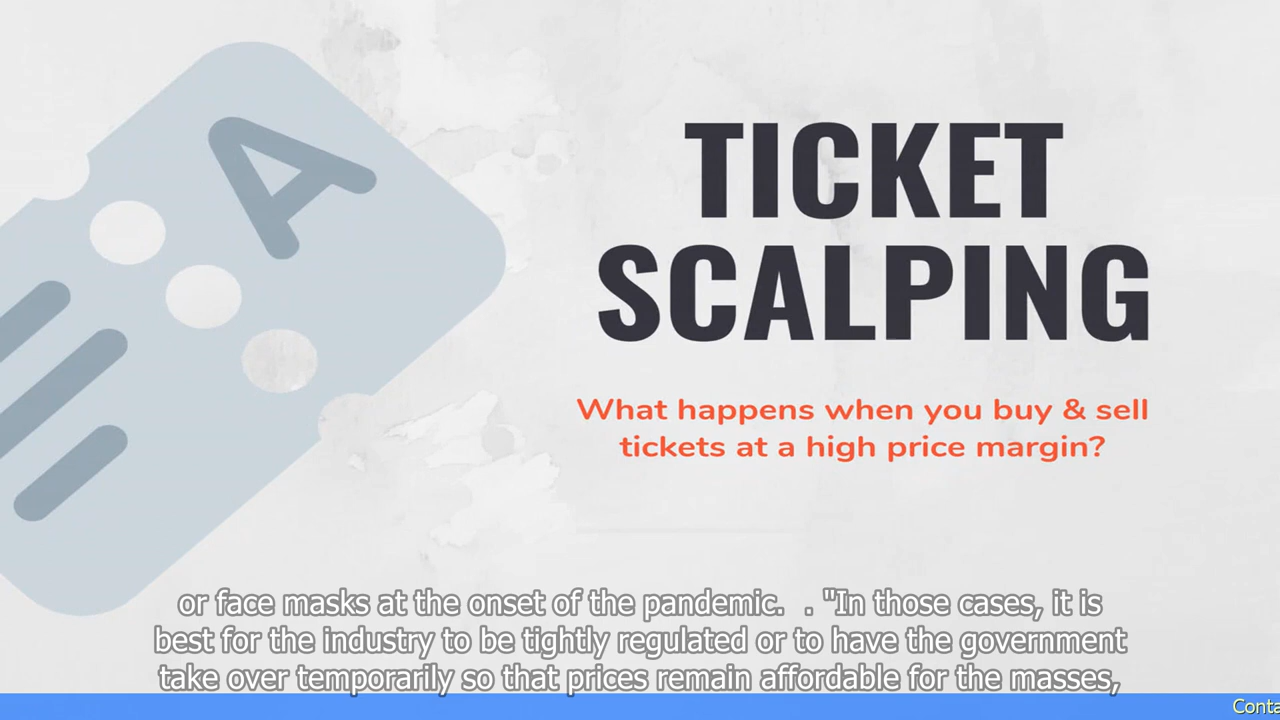 A
TICKET
SCALPING
What happens when you buy & sell
tickets at a high price margin?
or face masks at the onset of the pandemic.  . "In those cases, it is
best for the industry to be tightly regulated or to have the government
take over temporarily so that prices remain affordable for the masses,
Conta